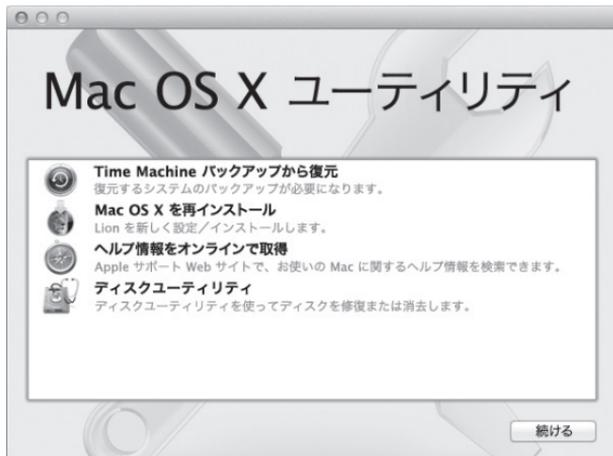 Mac OS X ユーティリティ
Time Machine バックアップから復元
復元するシステムのバックアップが必要になります。
Mac OS X を再インストール
Lion を新しく設定／インストールします。
ヘルプ情報をオンラインで取得
Apple サポート Web サイトで、お使いの Mac に関するヘルプ情報を検索できます。
ディスクユーティリティ
ディスクユーティリティを使ってディスクを修復または消去します。
続ける